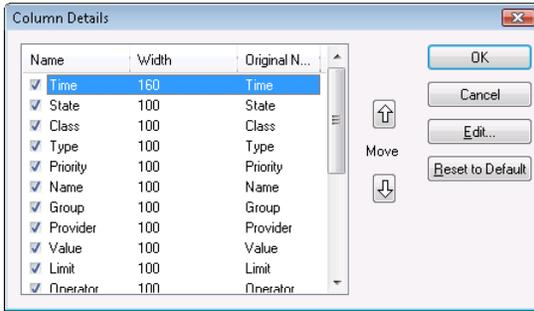 Column Details
Name Width Original N...
Time 160 Time
State 100 State
Class 100 Class
Type 100 Type
Priority 100 Priority
Name 100 Name
Group 100 Group
Provider 100 Provider
Value 100 Value
Limit 100 Limit
Operator 100 Operator
Move
OK
Cancel
Edit...
Reset to Default